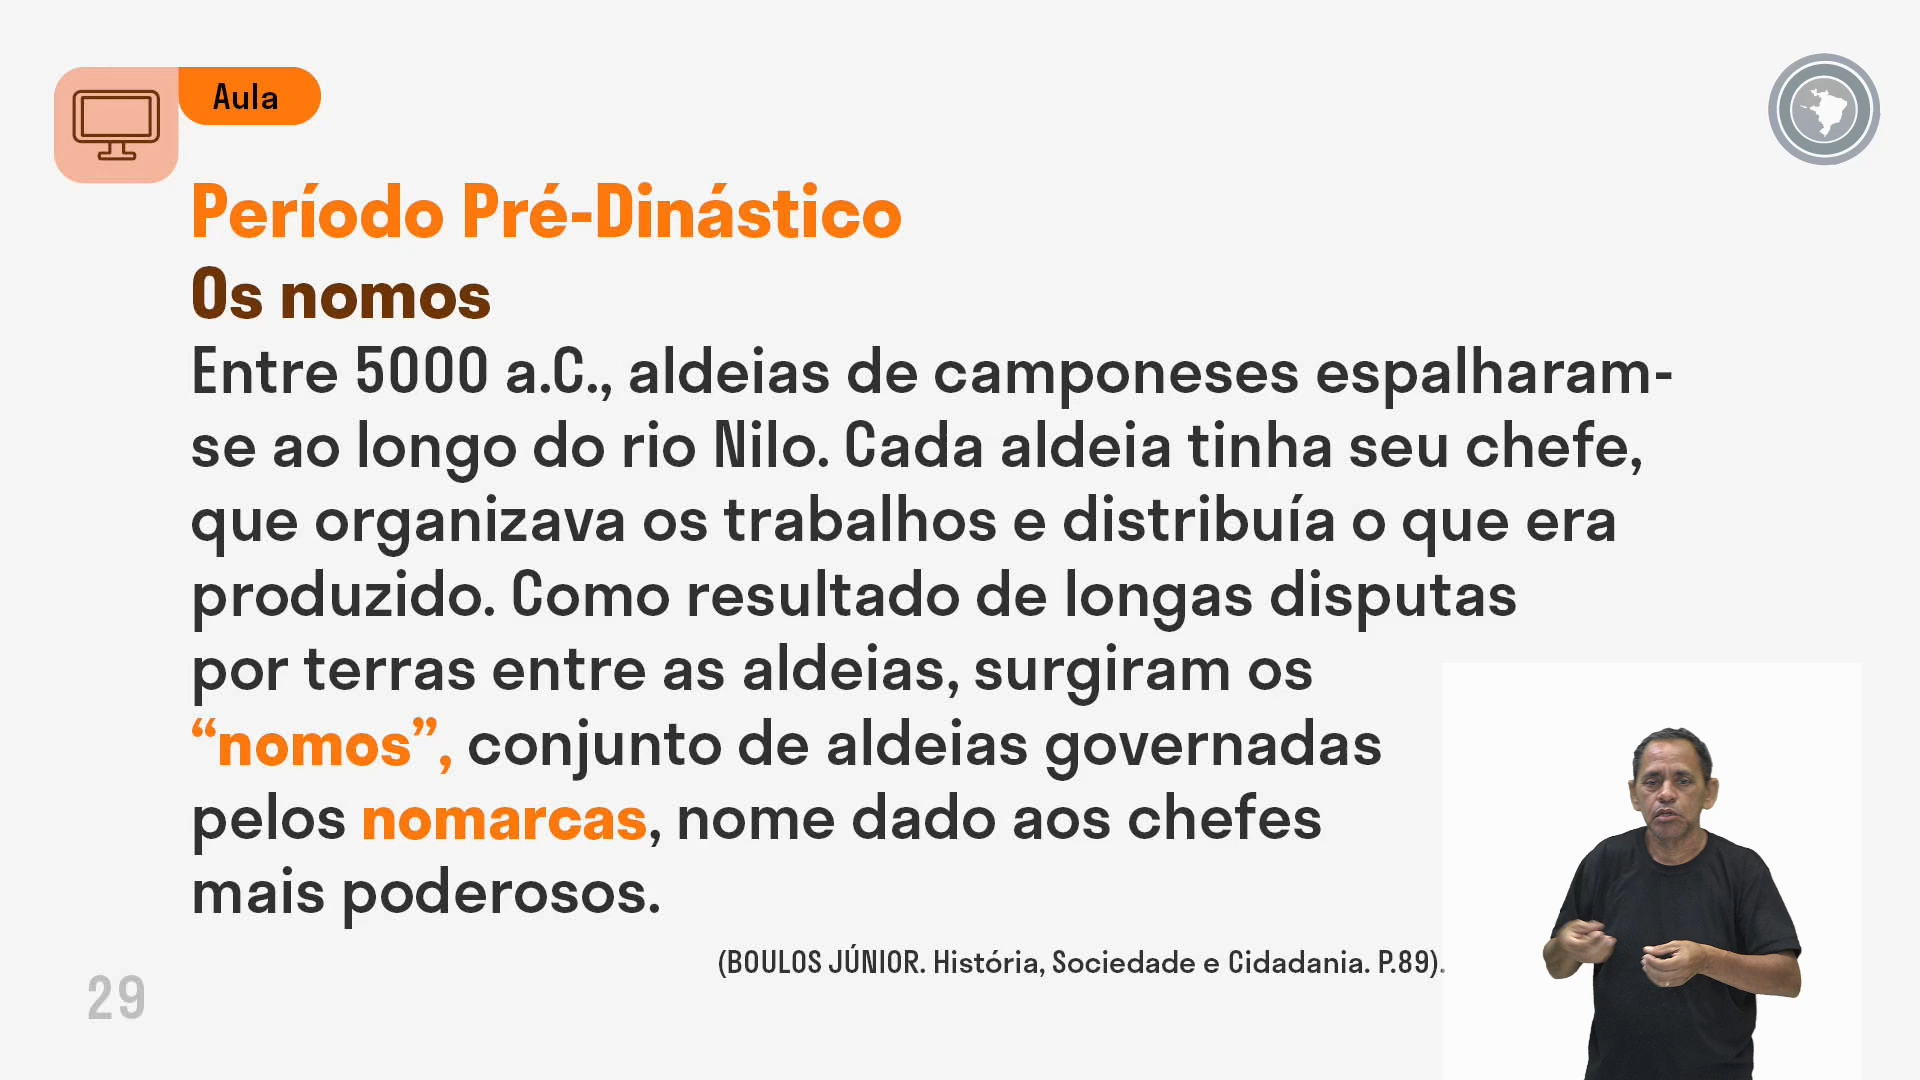 Aula
Período Pré-Dinástico
Os nomos
Entre 5000 a.C., aldeias de camponeses espalharam-
se ao longo do rio Nilo. Cada aldeia tinha seu chefe,
que organizava os trabalhos e distribuía o que era
produzido. Como resultado de longas disputas
por terras entre as aldeias, surgiram os
“nomos”, conjunto de aldeias governadas
pelos nomarcas, nome dado aos chefes
mais poderosos.
(BOULOS JÚNIOR. História, Sociedade e Cidadania. P.89).
29